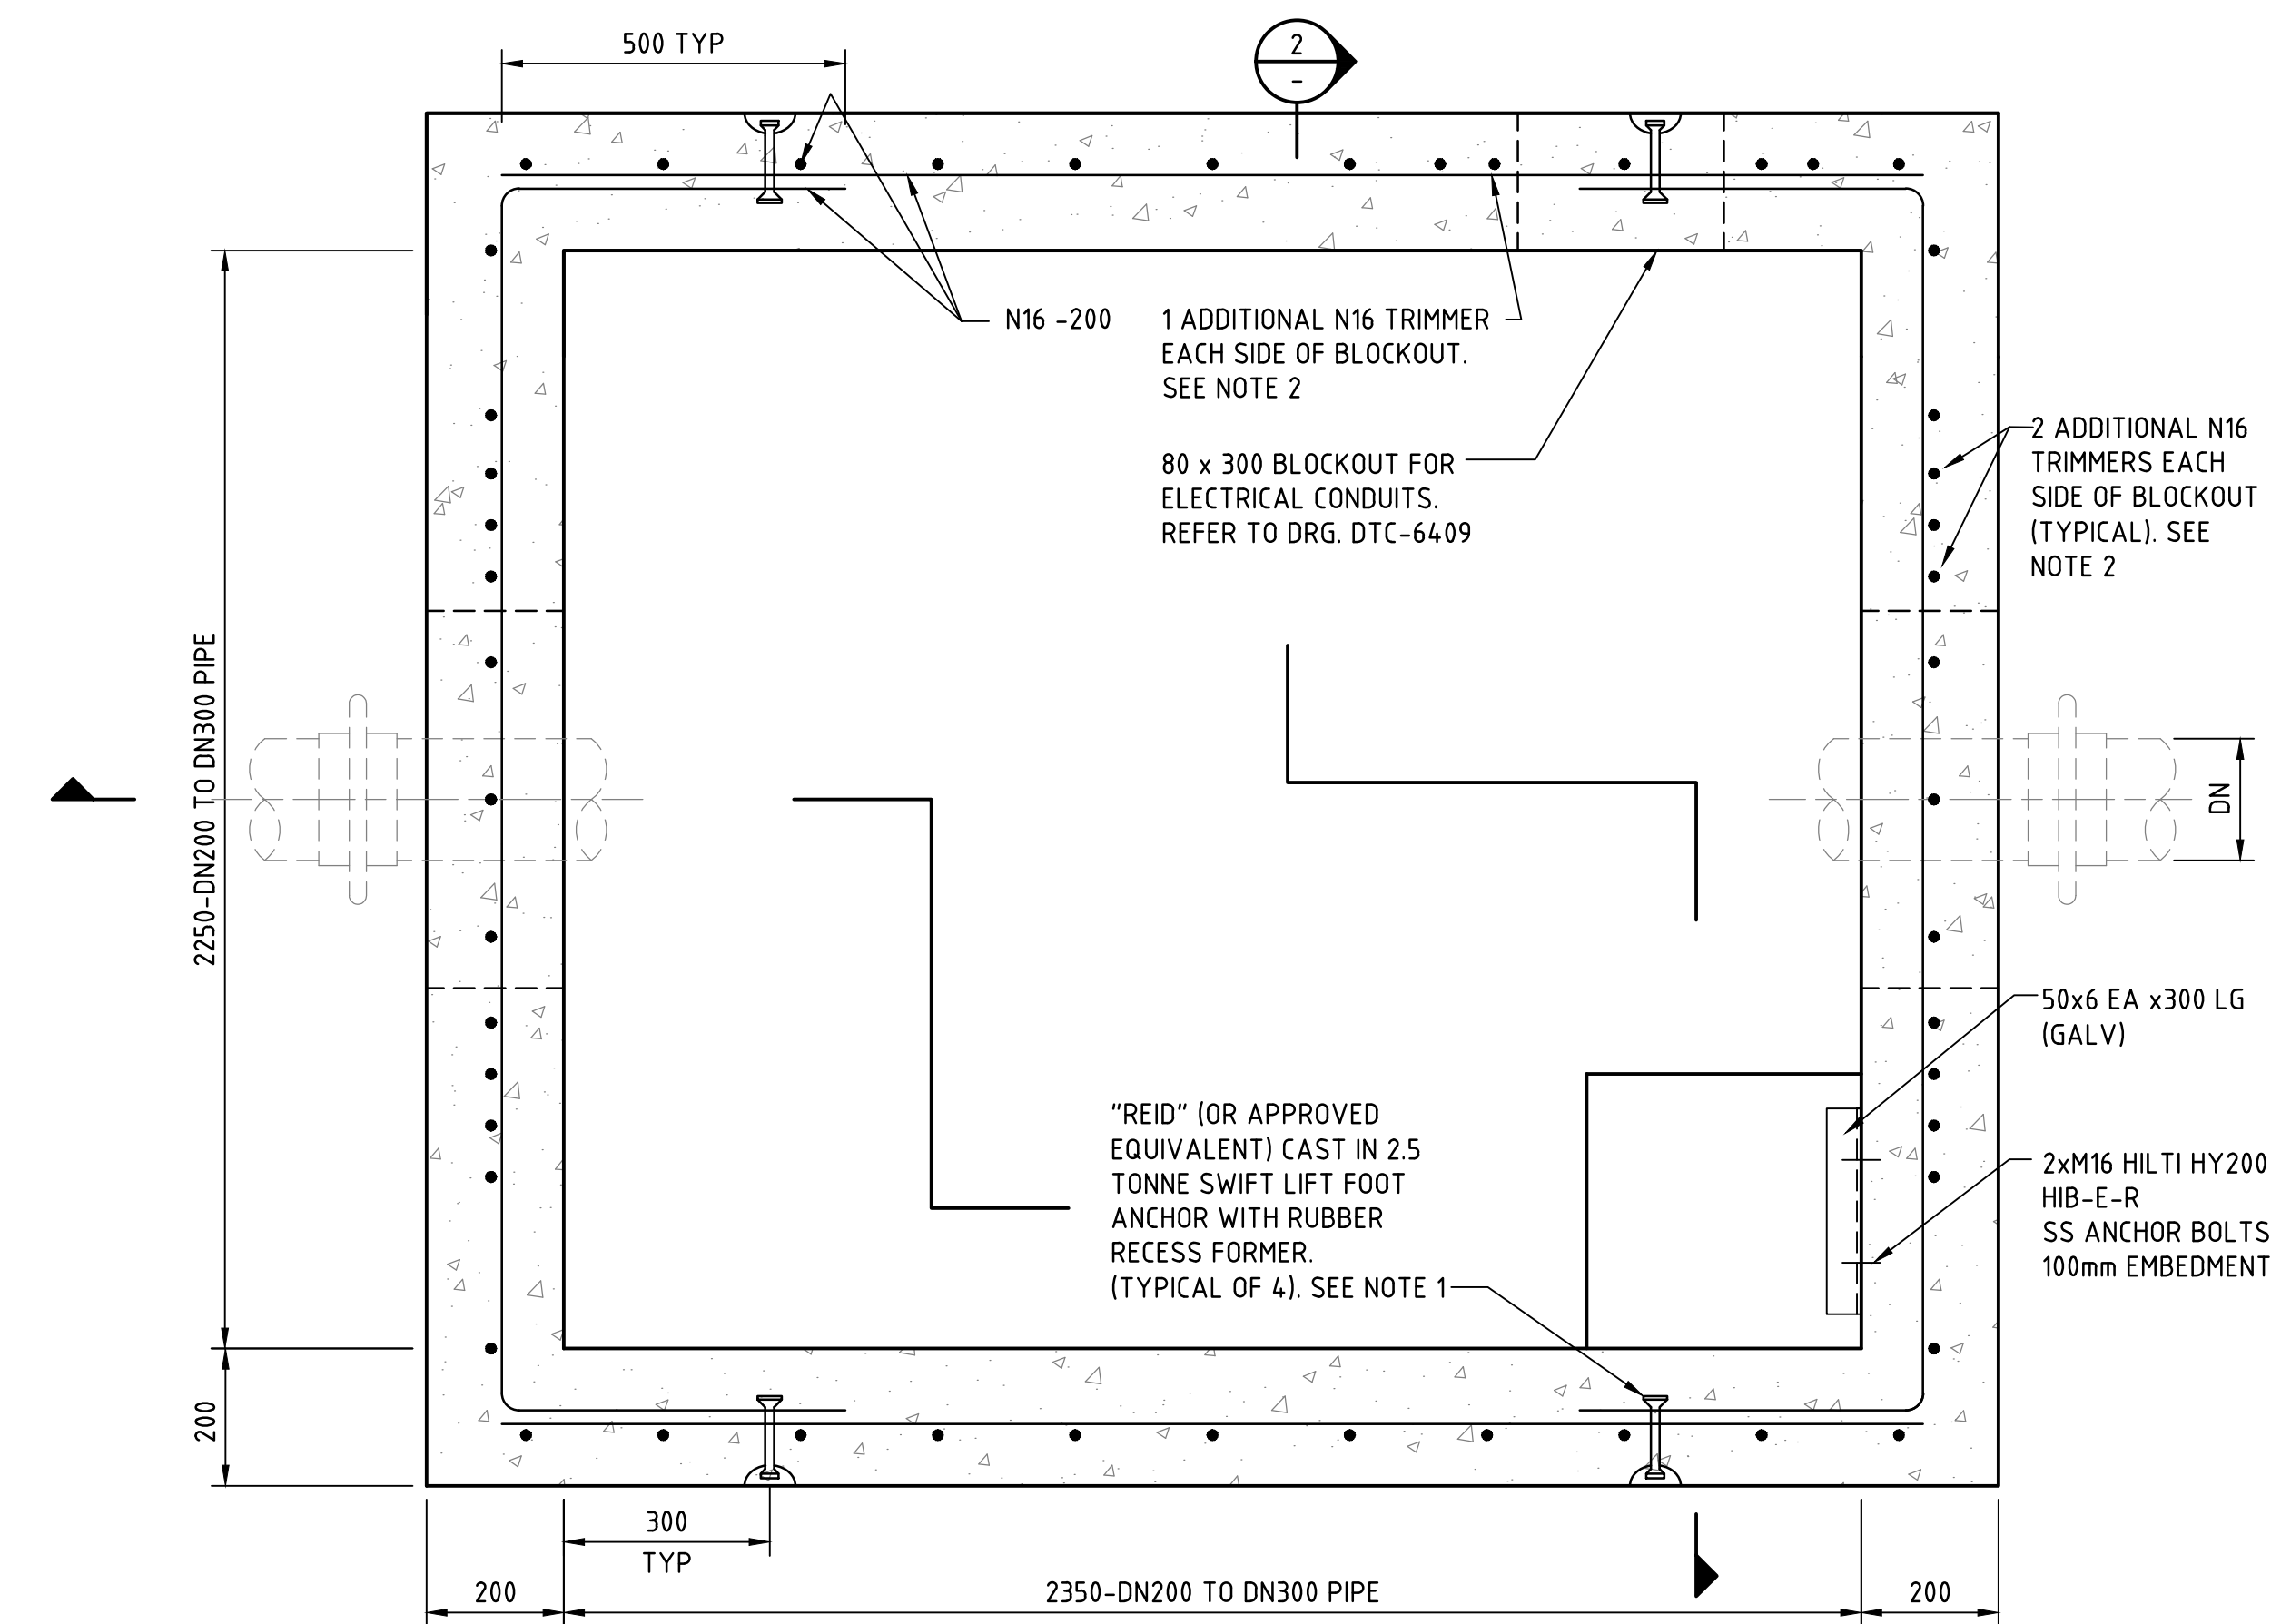 500 TYP
2
-
N16 -200
1 ADDITIONAL N16 TRIMMER
EACH SIDE OF BLOCKOUT.
SEE NOTE 2
80 x 300 BLOCKOUT FOR
ELECTRICAL CONDUITS.
REFER TO DRG. DTC-6409
2 ADDITIONAL N16
TRIMMERS EACH
SIDE OF BLOCKOUT
(TYPICAL). SEE
NOTE 2
2250-DN200 TO DN300 PIPE
DN
50x6 EA x300 LG
(GALV)
"REID" (OR APPROVED
EQUIVALENT) CAST IN 2.5
TONNE SWIFT LIFT FOOT
ANCHOR WITH RUBBER
RECESS FORMER.
(TYPICAL OF 4). SEE NOTE 1
2xM16 HILTI HY200
HIB-E-R
SS ANCHOR BOLTS
100mm EMBEDMENT
200
300
TYP
200
2350-DN200 TO DN300 PIPE
200